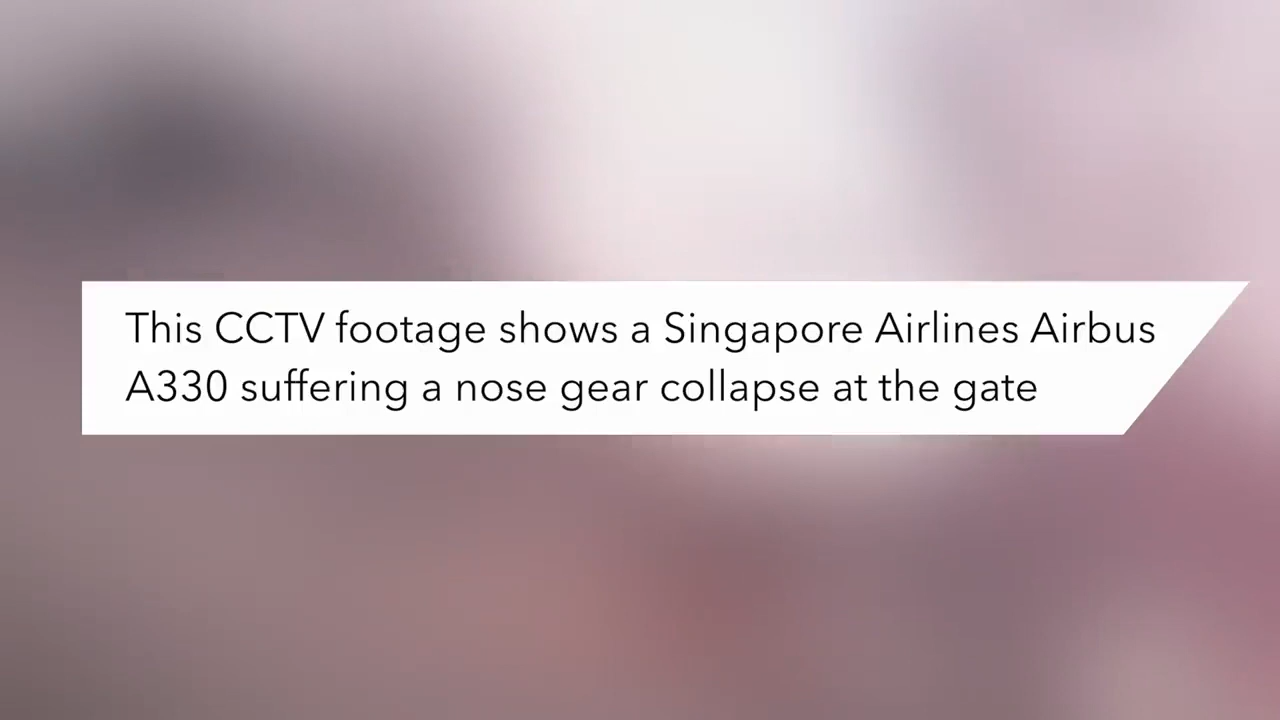 This CCTV footage shows a Singapore Airlines Airbus
A330 suffering a nose gear collapse at the gate